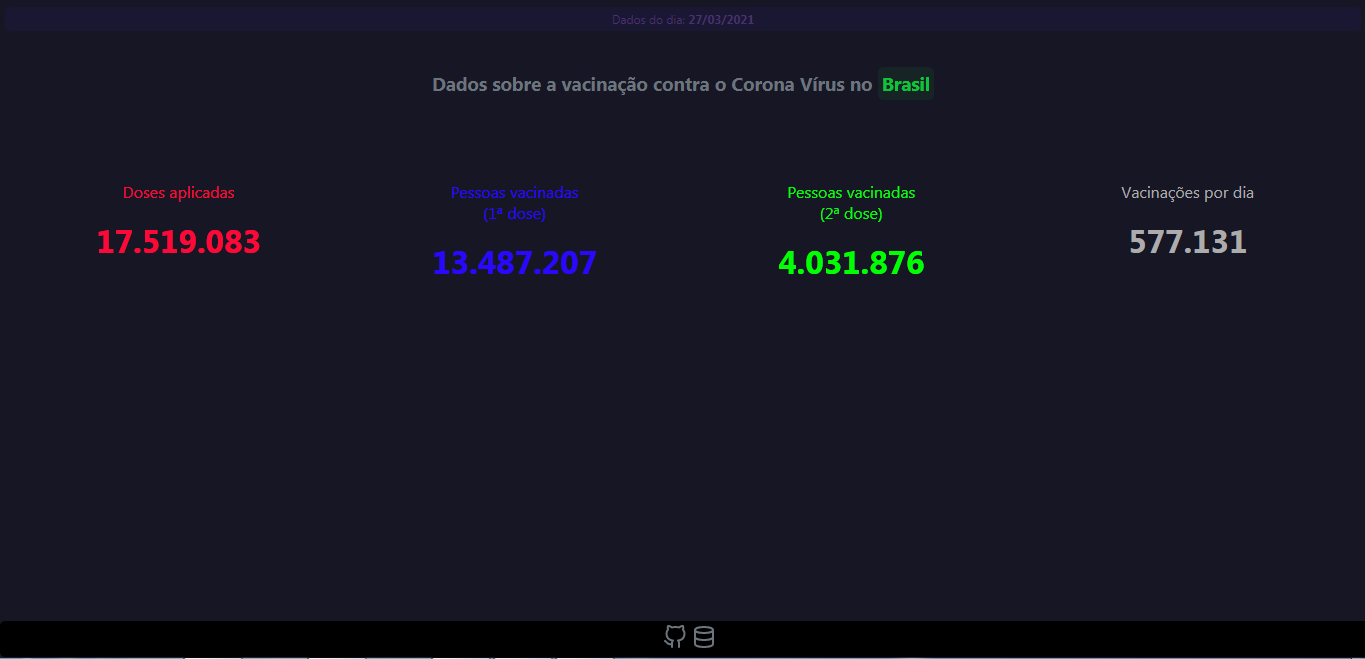 Dados do dia: 27/03/2021
Dados sobre a vacinação contra o Corona Vírus no Brasil
Doses aplicadas
17.519.083
Pessoas vacinadas
(1ª dose)
13.487.207
Pessoas vacinadas
(2ª dose)
4.031.876
Vacinações por dia
577.131